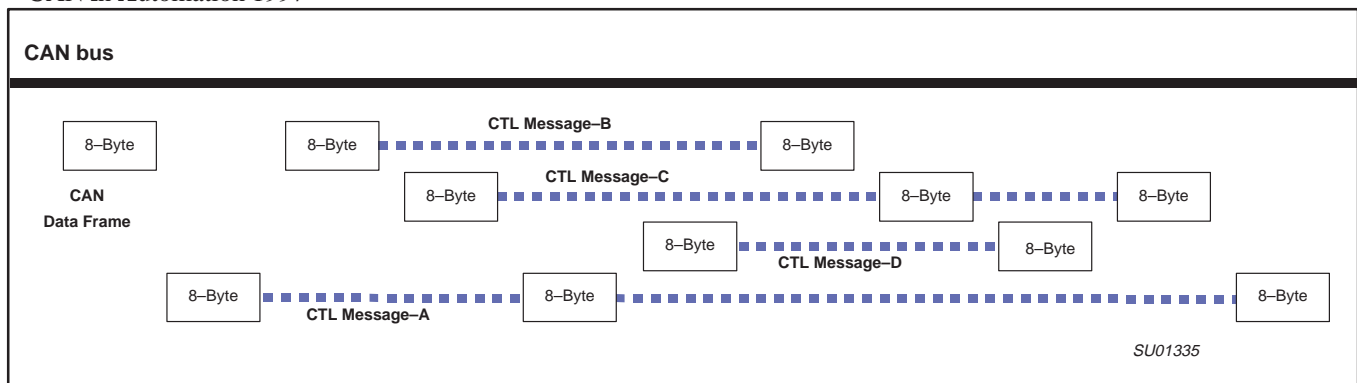 CAN in Automation 1994
CAN bus
8–Byte
CAN
Data Frame
8–Byte
CTL Message–B
8–Byte
8–Byte
CTL Message–C
8–Byte
8–Byte
8–Byte
CTL Message–D
8–Byte
8–Byte
CTL Message–A
8–Byte
8–Byte
SU01335